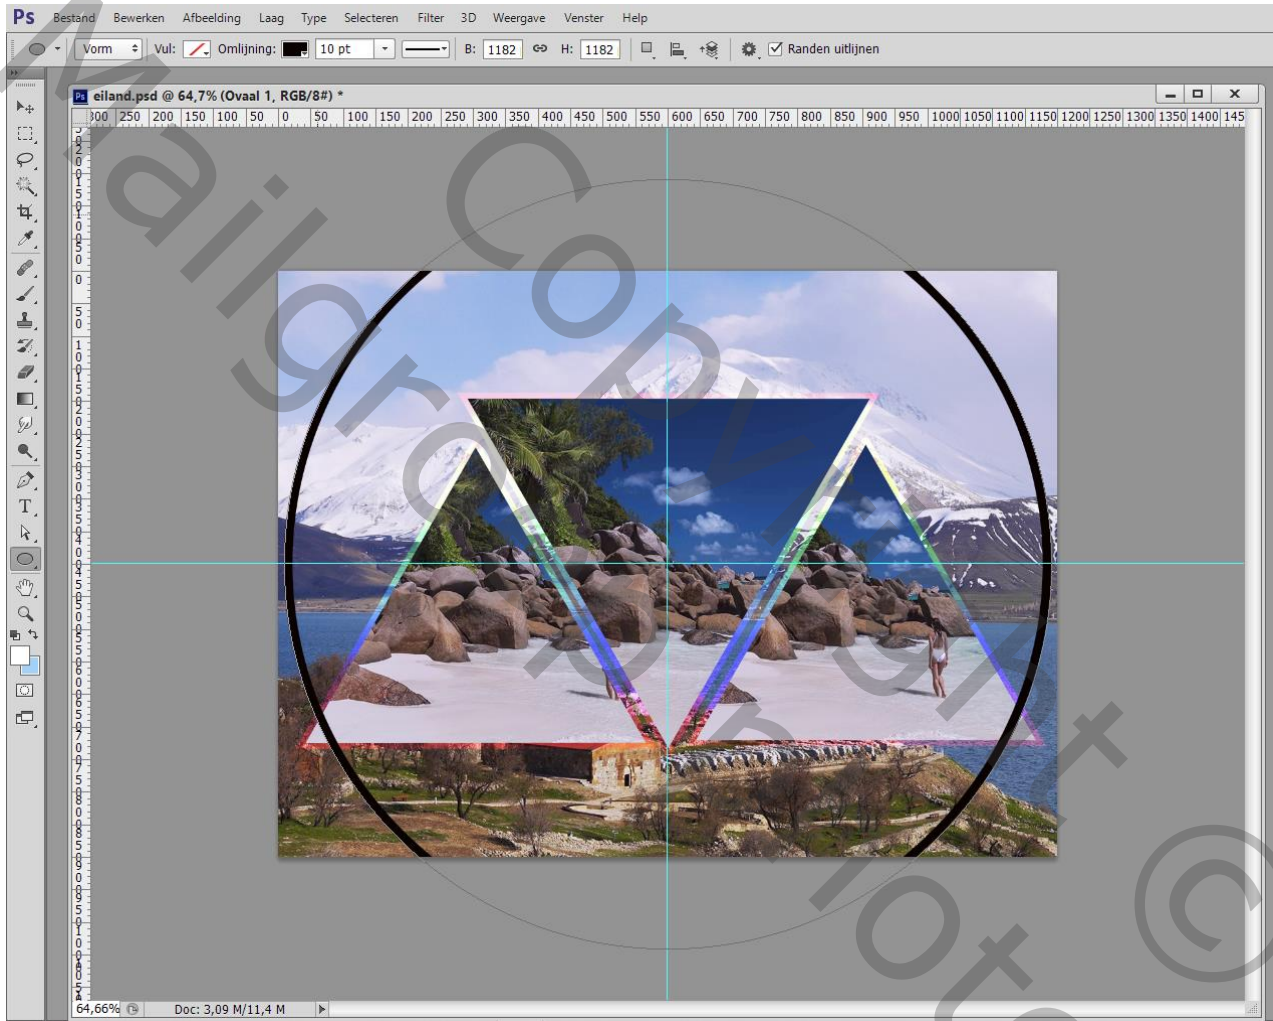 Ps Bestand Bewerken Afbeelding Laag Type Selecteren Filter 3D Weergave Venster Help
Vorm Vul: Omlijning: 10 pt B: 1182 H: 1182 Randen uitlijnen
Ps eiland.psd @ 64,7% (Ovaal 1, RGB/8#) *
300 250 200 150 100 50 0 50 100 150 200 250 300 350 400 450 500 550 600 650 700 750 800 850 900 950 1000 1050 1100 1150 1200 1250 1300 1350 1400 145
T
Copyright
Mailgroep
©
64,66% Doc: 3,09 M/11,4 M